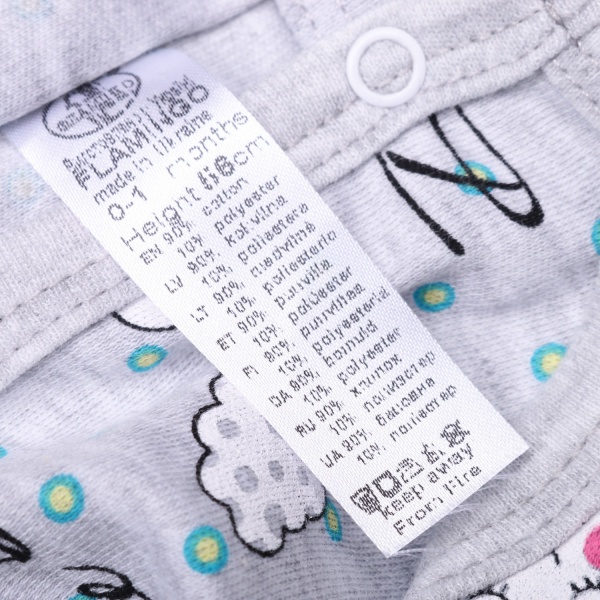 FLAMINGO
made in Ukraine
0-1 months
Height 56cm
EN 90% cotton
10% polyester
LV 90% kokvilna
10% poliesters
LT 90% medvilnė
10% poliesteris
ET 90% puuvilla
10% polüester
FI 90% puuvillaa
10% polyesteria
DA 90% bomuld
10% polyester
RU 90% хлопок
10% полиэстер
UA 90% бавовна
10% поліестер
keep away
From Fire